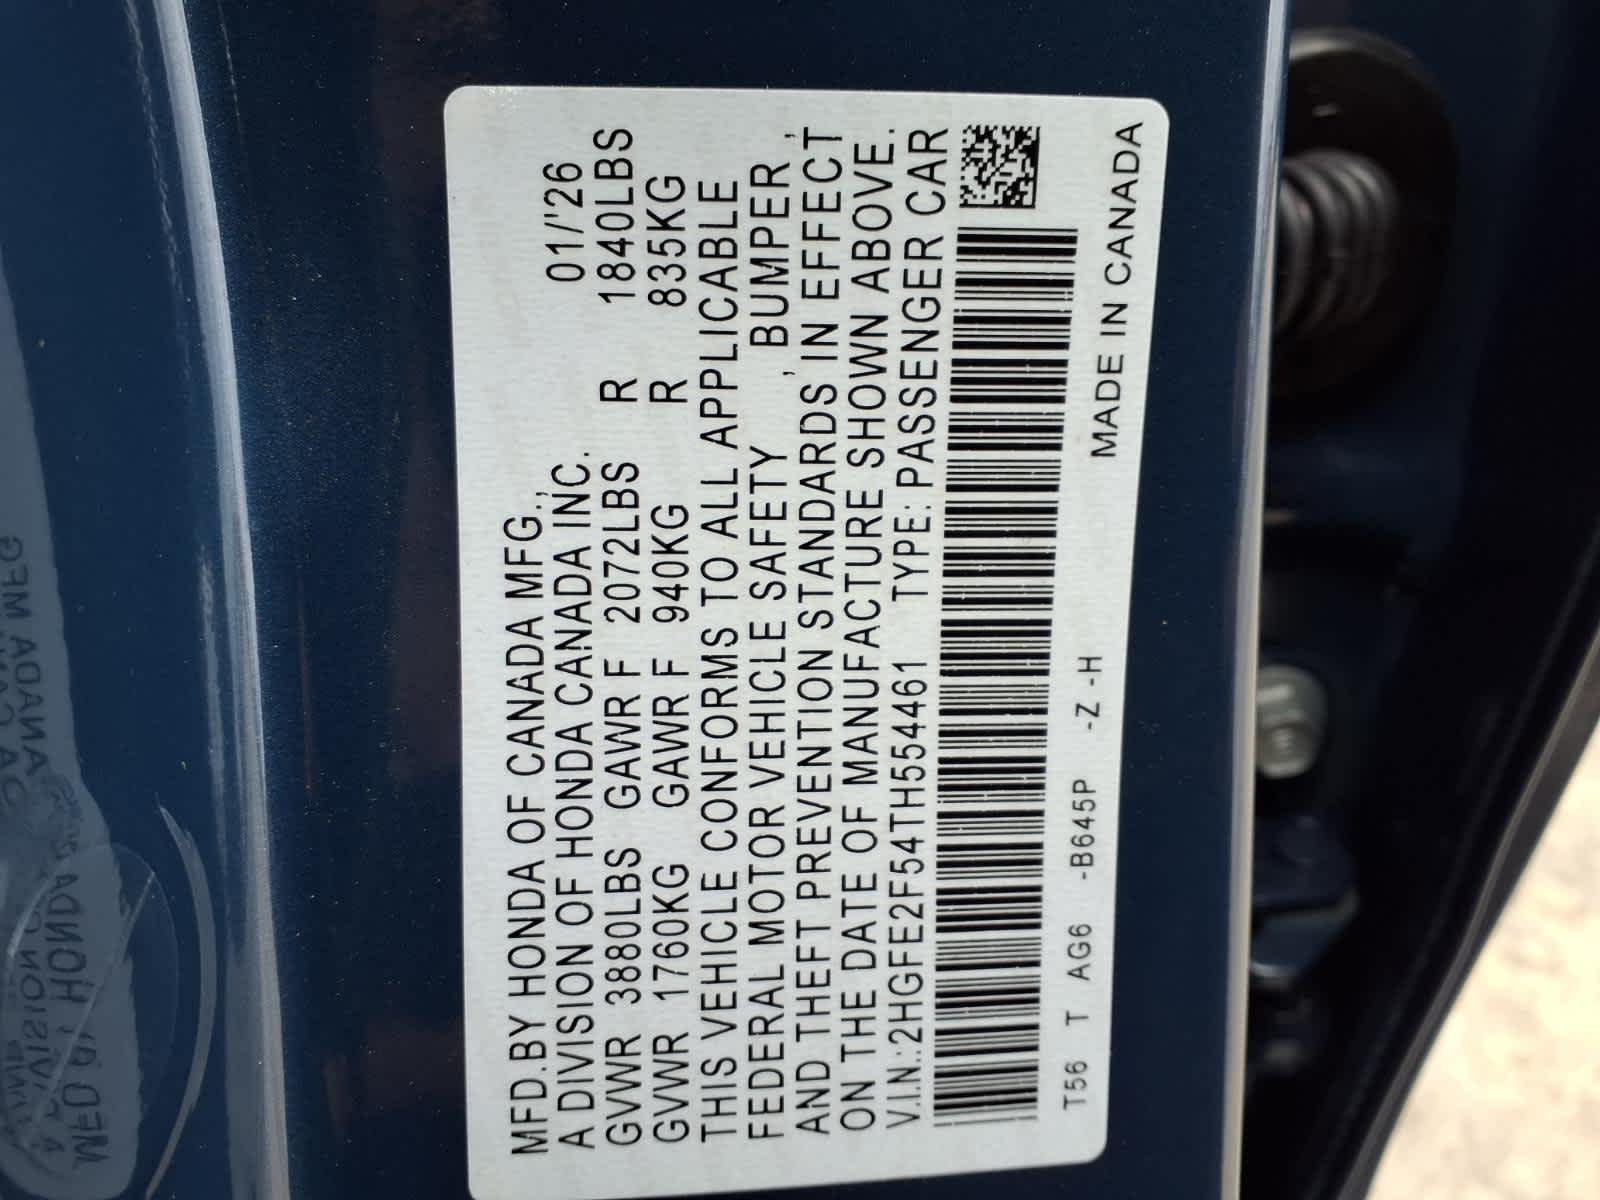 MFD.BY HONDA OF CANADA MFG.,
A DIVISION OF HONDA CANADA INC. 01/'26
GVWR 3880LBS GAWR F 2072LBS R 1840LBS
GVWR 1760KG GAWR F 940KG R 835KG
THIS VEHICLE CONFORMS TO ALL APPLICABLE
FEDERAL MOTOR VEHICLE SAFETY , BUMPER ,
AND THEFT PREVENTION STANDARDS IN EFFECT
ON THE DATE OF MANUFACTURE SHOWN ABOVE.
V.I.N.:2HGFE2F54TH554461 TYPE: PASSENGER CAR
T56 T AG6 -B645P -Z -H
MADE IN CANADA